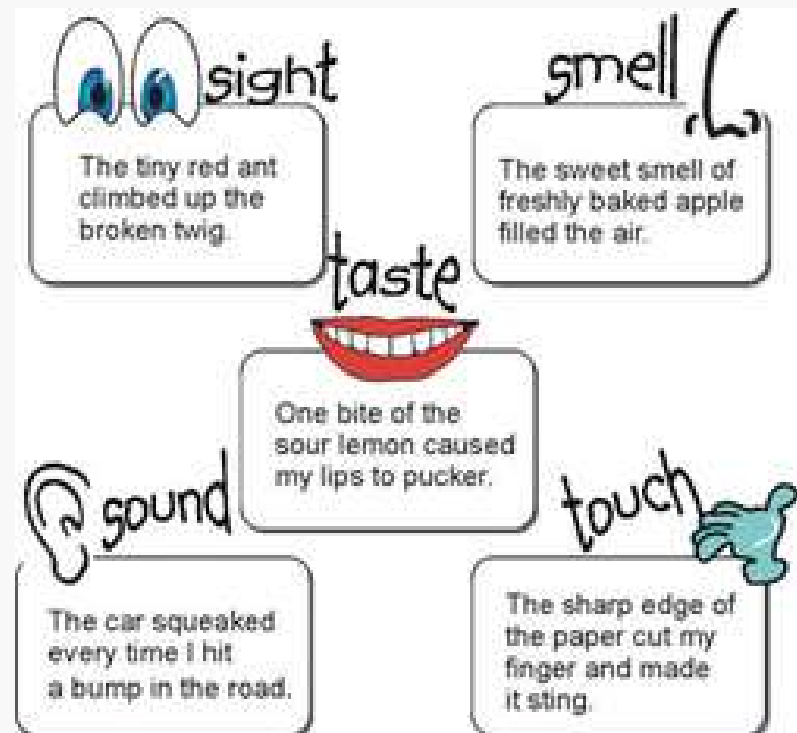 sight
The tiny red ant
climbed up the
broken twig.
smell
The sweet smell of
freshly baked apple
filled the air.
taste
One bite of the
sour lemon caused
my lips to pucker.
sound
The car squeaked
every time I hit
a bump in the road.
touch
The sharp edge of
the paper cut my
finger and made
it sting.